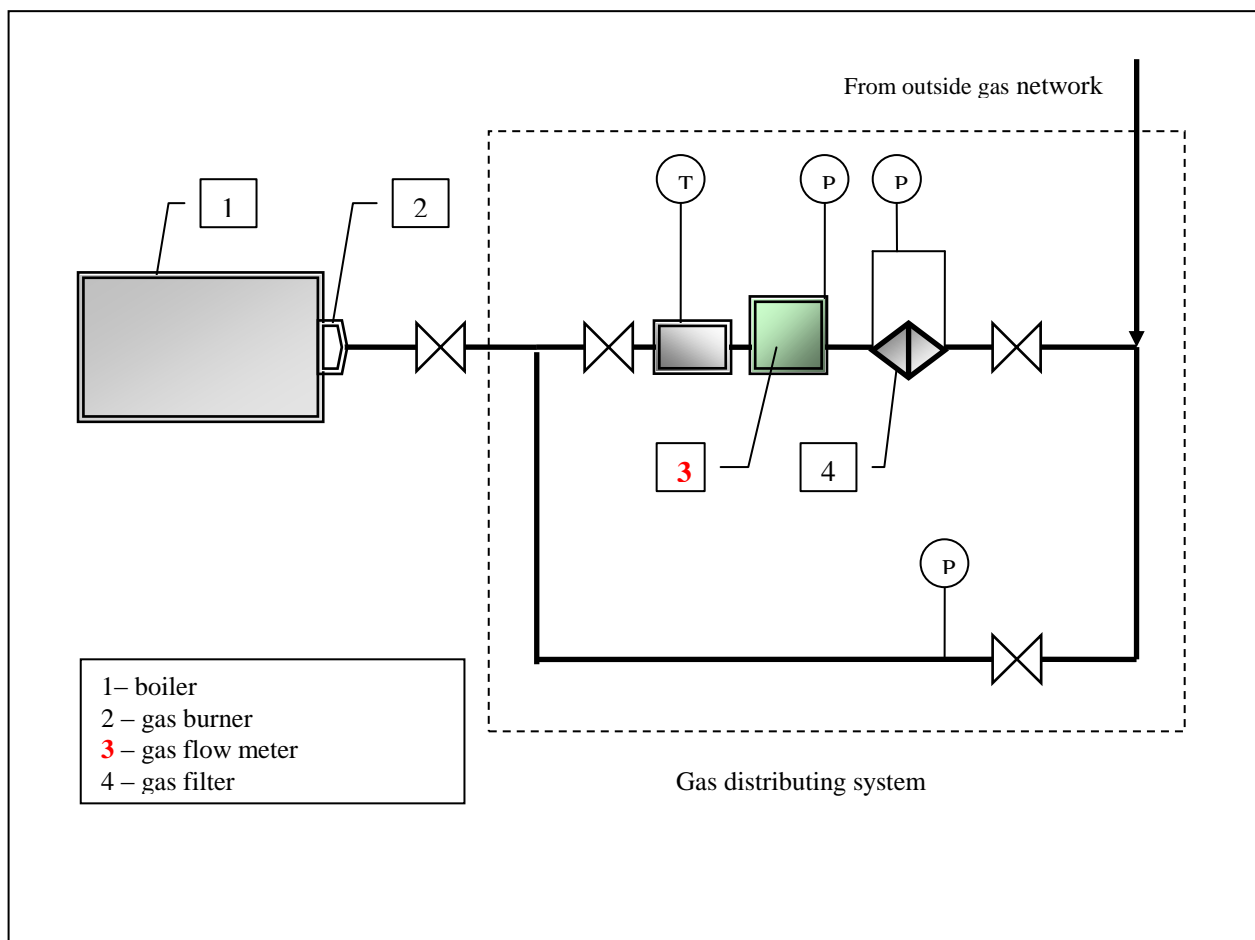 From outside gas network
T
P
P
1
2
3
4
P
1– boiler
2 – gas burner
3 – gas flow meter
4 – gas filter
Gas distributing system